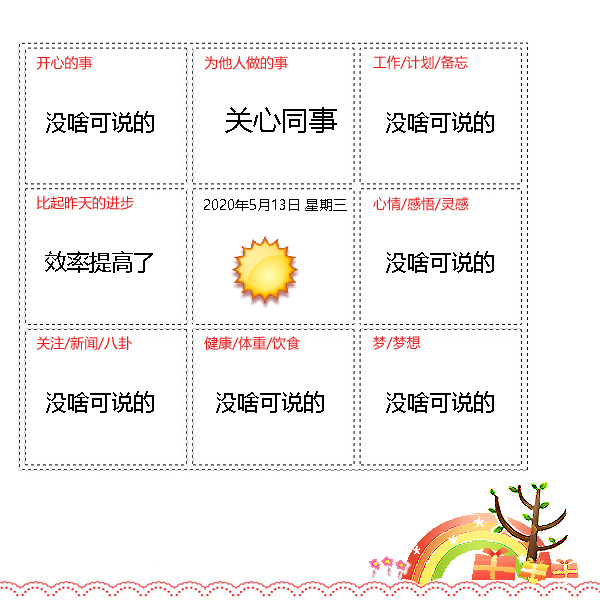 开心的事
为他人做的事
工作/计划/备忘
没啥可说的
关心同事
没啥可说的
比起昨天的进步
2020年5月13日 星期三
心情/感悟/灵感
效率提高了
没啥可说的
关注/新闻/八卦
健康/体重/饮食
梦/梦想
没啥可说的
没啥可说的
没啥可说的